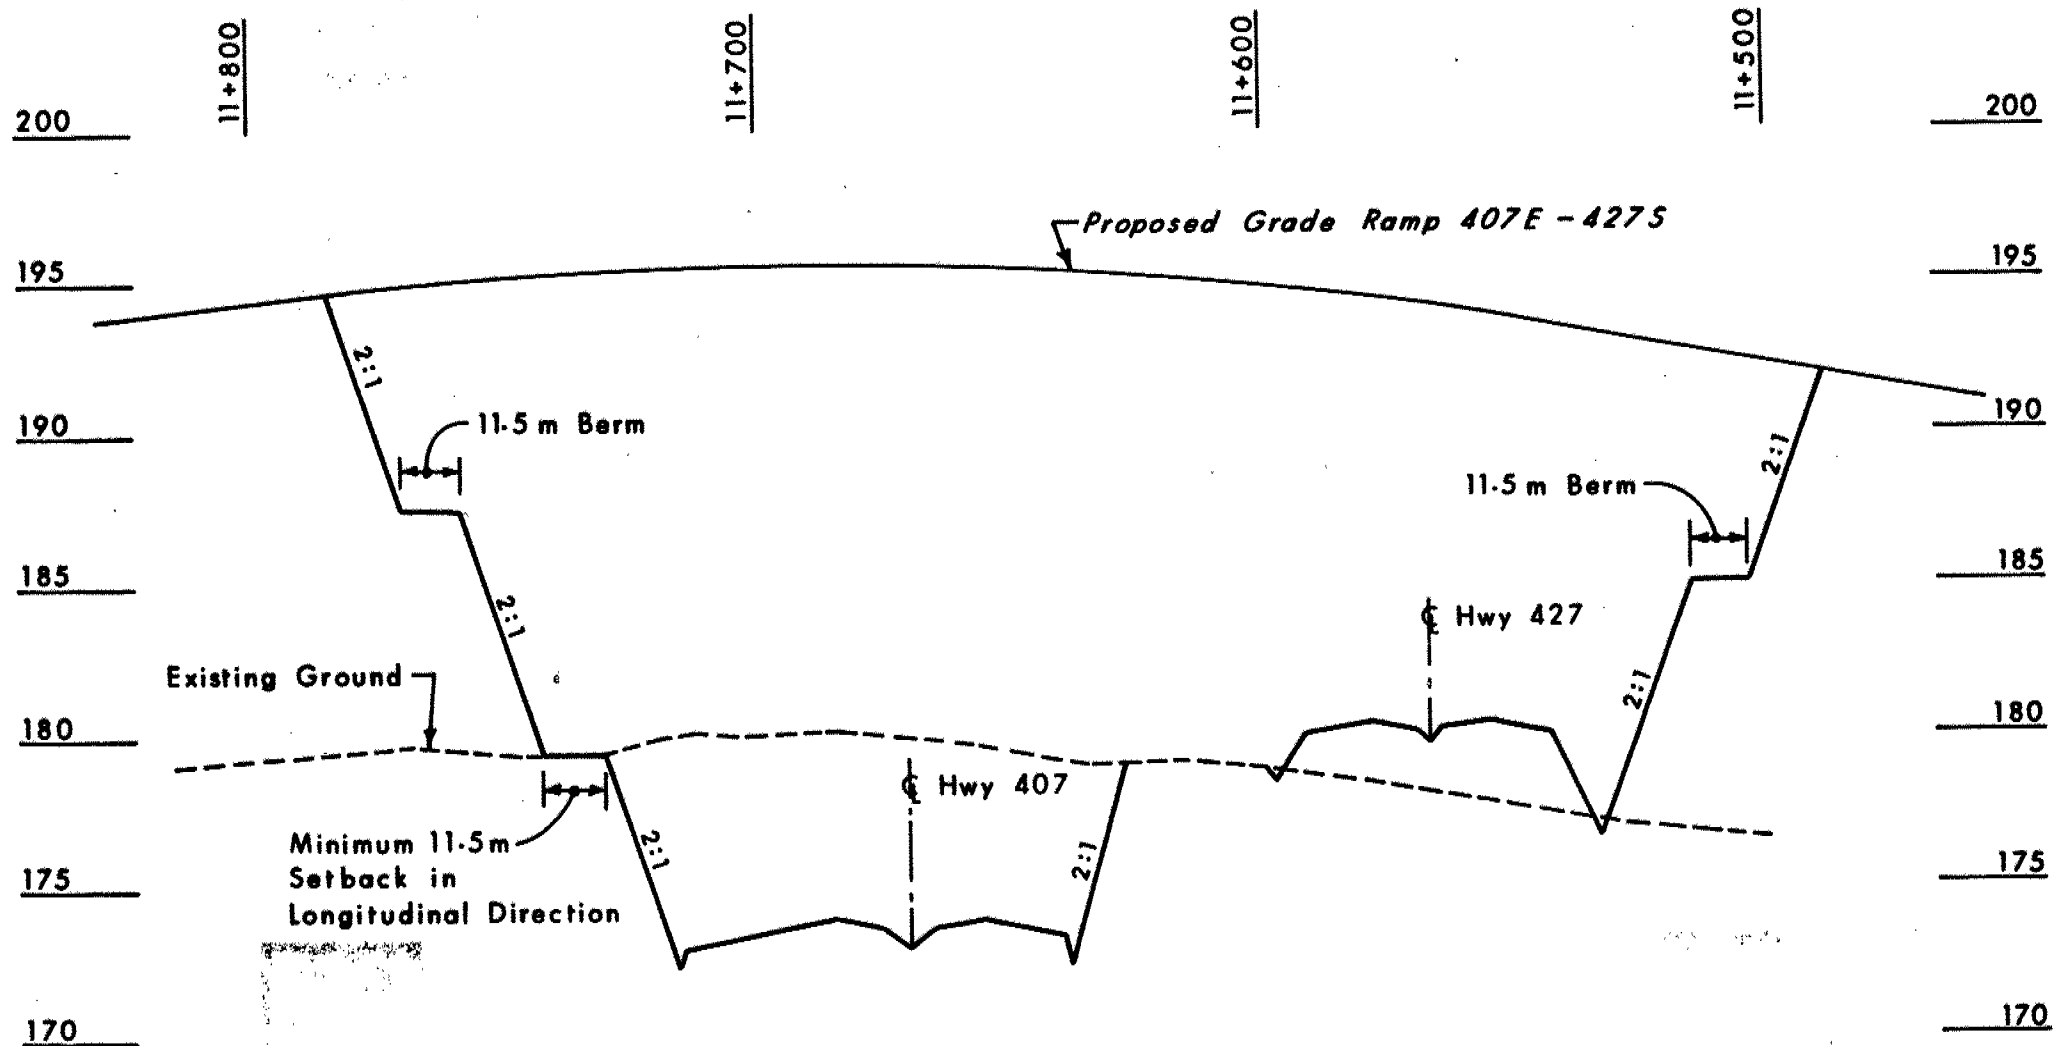 11+800
11+700
11+600
11+500
200
200
Proposed Grade Ramp 407E - 427S
195
195
2:1
190
11.5 m Berm
190
2:1
11.5 m Berm
185
185
2:1
℄ Hwy 427
Existing Ground
2:1
180
180
℄ Hwy 407
Minimum 11.5 m
Setback in
Longitudinal Direction
2:1
2:1
175
175
170
170